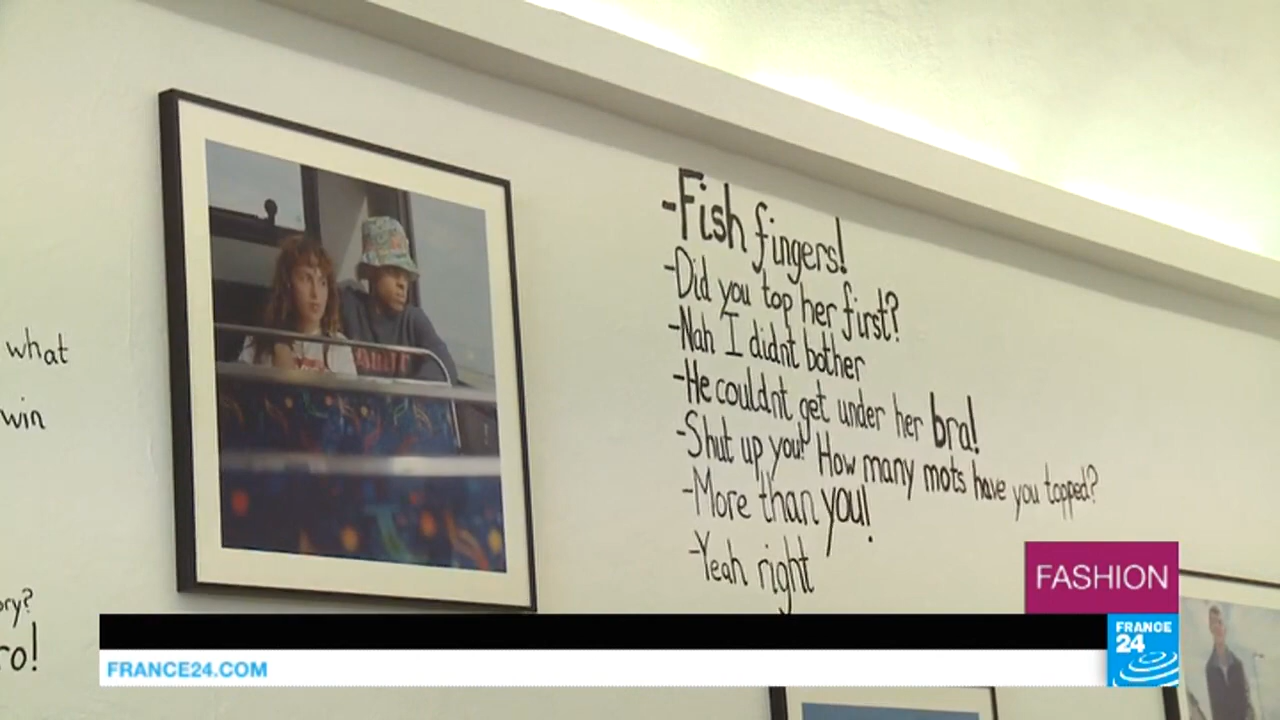 what
win
ory?
ro!
-Fish fingers!
-Did you top her first?
-Nah I didnt bother
-He couldnt get under her bra!
-Shut up you! How many mots have you topped?
-More than you!
-Yeah right
FASHION
FRANCE
24
FRANCE24.COM